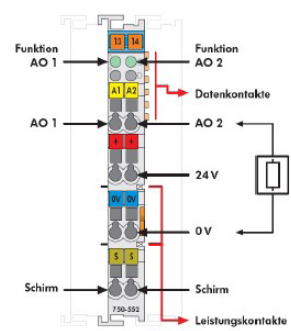 13 14
Funktion
AO 1
Funktion
AO 2
A1 A2
Datenkontakte
AO 1
AO 2
+ +
24 V
0V 0V
0 V
S S
Schirm
Schirm
750-552
Leistungskontakte